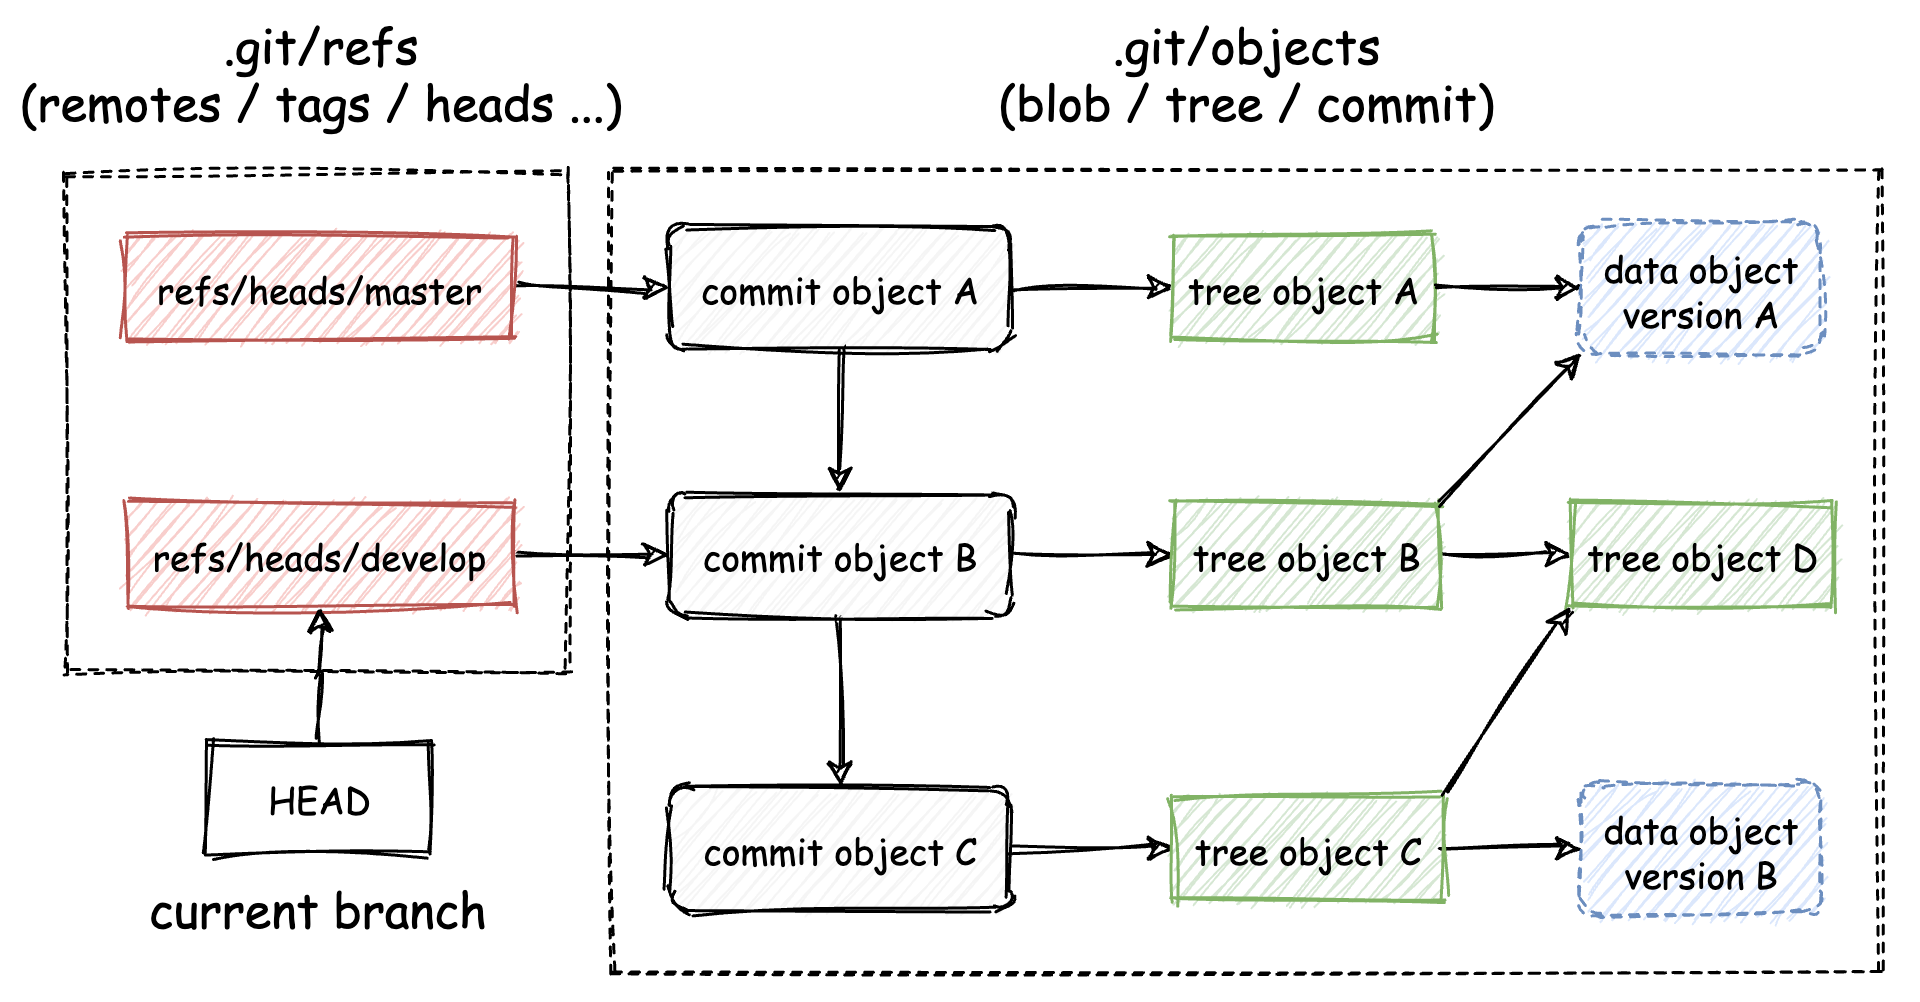 .git/refs
(remotes / tags / heads ...)
.git/objects
(blob / tree / commit)
refs/heads/master
commit object A
tree object A
data object
version A
refs/heads/develop
commit object B
tree object B
tree object D
HEAD
current branch
commit object C
tree object C
data object
version B